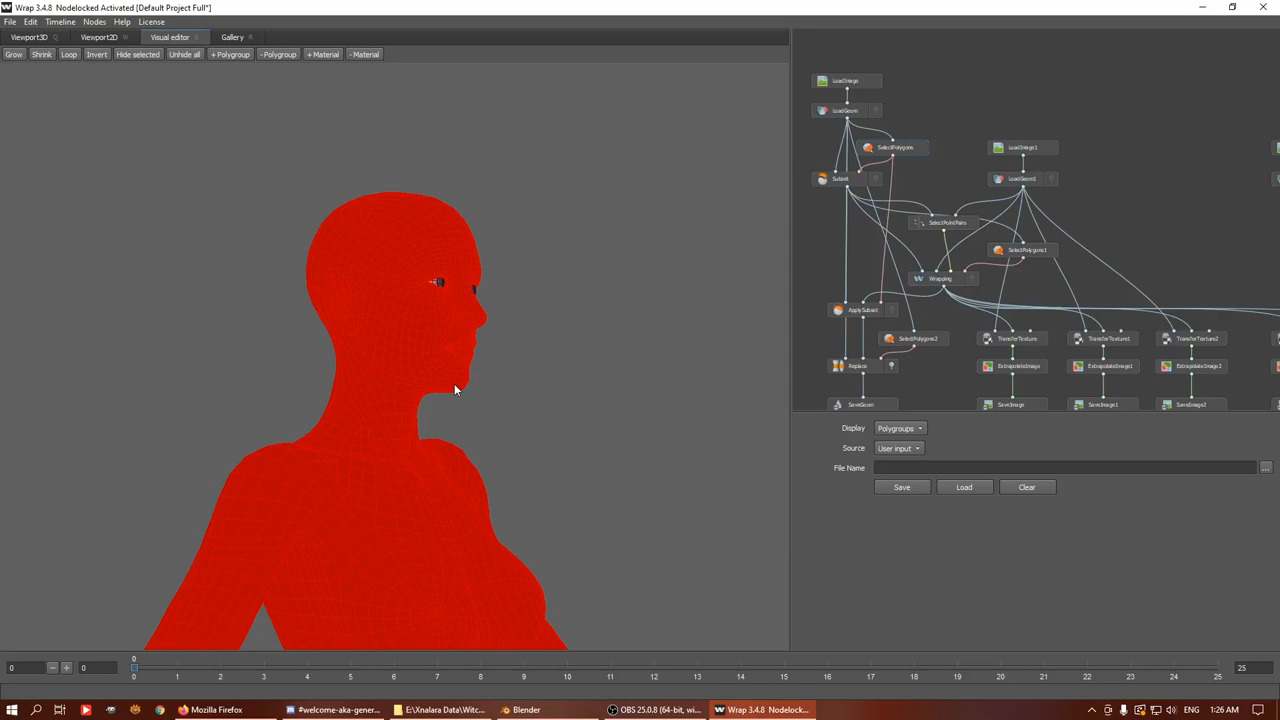 Wrap 3.4.8 Nodelocked Activated [Default Project Full*]
File Edit Timeline Nodes Help License
Viewport3D Q Viewport2D W Visual editor Gallery R
Grow Shrink Loop Invert Hide selected Unhide all +Polygroup -Polygroup +Material -Material
LoadImage
LoadGeom
SelectPolygons LoadImage1
Subset LoadGeom1
SelectPointPairs
SelectPolygons1
Wrapping
ApplySubset
SelectPolygons2 TransferTexture TransferTexture1 TransferTexture2
Replace ExtrapolateImage ExtrapolateImage1 ExtrapolateImage2
SaveGeom SaveImage SaveImage1 SaveImage2
Display Polygroups
Source User input
File Name ...
Save Load Clear
0
0 0 25
0 1 2 3 4 5 6 7 8 9 10 11 12 13 14 15 16 17 18 19 20 21 22 23 24 25
Mozilla Firefox #welcome-aka-gener... E:\Xnalara Data\Witc... Blender OBS 25.0.8 (64-bit, wi... Wrap 3.4.8 Nodelock... ENG 1:26 AM